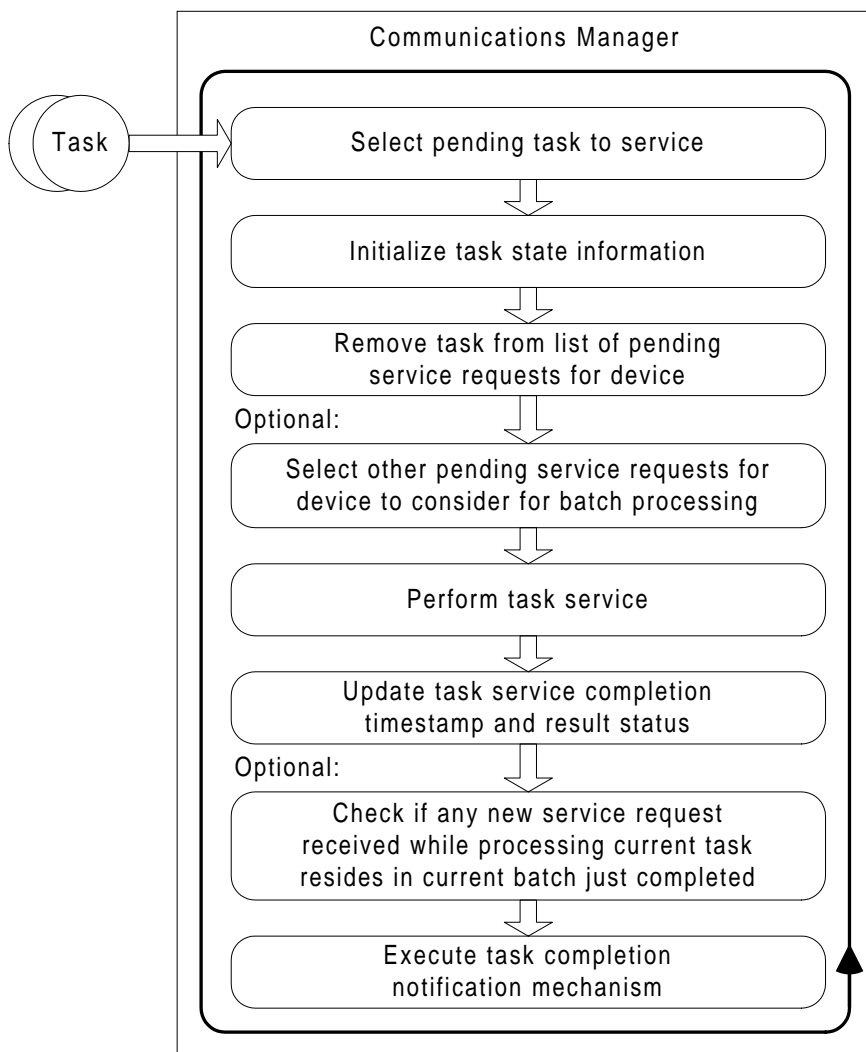 Communications Manager
Task
Select pending task to service
Initialize task state information
Remove task from list of pending
service requests for device
Optional:
Select other pending service requests for
device to consider for batch processing
Perform task service
Update task service completion
timestamp and result status
Optional:
Check if any new service request
received while processing current task
resides in current batch just completed
Execute task completion
notification mechanism